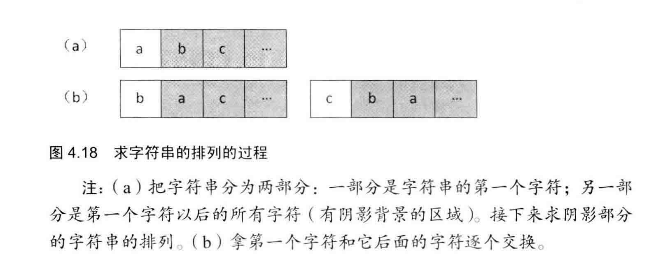 (a) a b c …
(b) b a c … c b a …
图 4.18 求字符串的排列的过程
注：（a）把字符串分为两部分：一部分是字符串的第一个字符；另一部
分是第一个字符以后的所有字符（有阴影背景的区域）。接下来求阴影部分
的字符串的排列。（b）拿第一个字符和它后面的字符逐个交换。